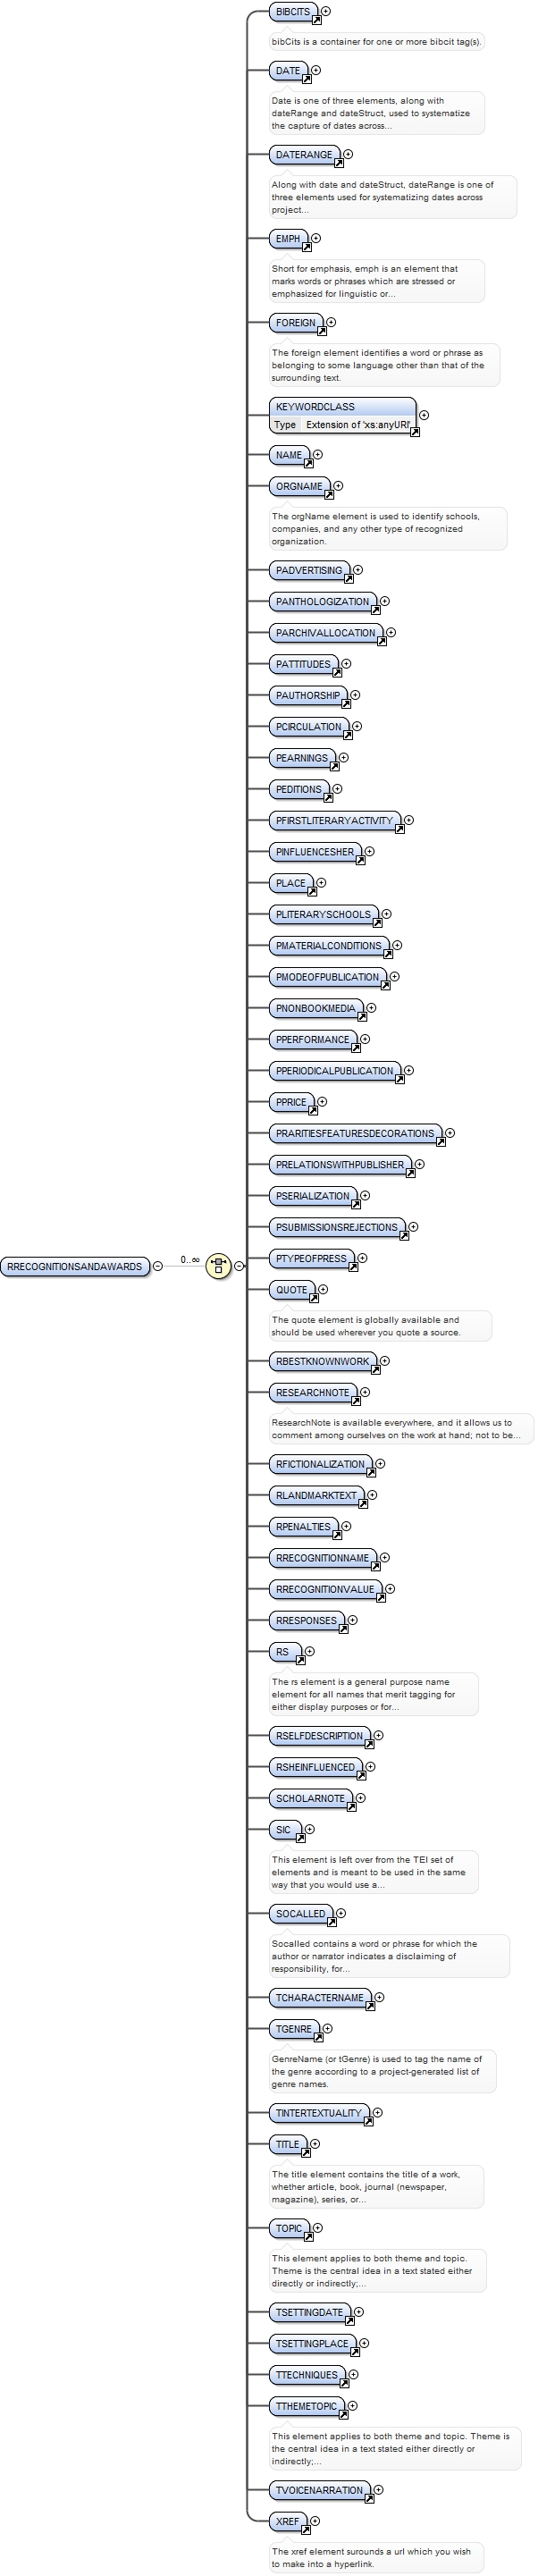 BIBCITS
bibCits is a container for one or more bibcit tag(s).
DATE
Date is one of three elements, along with
dateRange and dateStruct, used to systematize
the capture of dates across...
DATERANGE
Along with date and dateStruct, dateRange is one of
three elements used for systematizing dates across
project...
EMPH
Short for emphasis, emph is an element that
marks words or phrases which are stressed or
emphasized for linguistic or...
FOREIGN
The foreign element identifies a word or phrase as
belonging to some language other than that of the
surrounding text.
KEYWORDCLASS
Type Extension of 'xs:anyURI'
NAME
ORGNAME
The orgName element is used to identify schools,
companies, and any other type of recognized
organization.
PADVERTISING
PANTHOLOGIZATION
PARCHIVALLOCATION
PATTITUDES
PAUTHORSHIP
PCIRCULATION
PEARNINGS
PEDITIONS
PFIRSTLITERARYACTIVITY
PINFLUENCESHER
PLACE
PLITERARYSCHOOLS
PMATERIALCONDITIONS
PMODEOFPUBLICATION
PNONBOOKMEDIA
PPERFORMANCE
PPERIODICALPUBLICATION
PPRICE
PRARITIESFEATURESDECORATIONS
PRELATIONSWITHPUBLISHER
PSERIALIZATION
PSUBMISSIONSREJECTIONS
PTYPEOFPRESS
RRECOGNITIONSANDAWARDS 0..∞
QUOTE
The quote element is globally available and
should be used wherever you quote a source.
RBESTKNOWNWORK
RESEARCHNOTE
ResearchNote is available everywhere, and it allows us to
comment among ourselves on the work at hand; not to be...
RFICTIONALIZATION
RLANDMARKTEXT
RPENALTIES
RRECOGNITIONNAME
RRECOGNITIONVALUE
RRESPONSES
RS
The rs element is a general purpose name
element for all names that merit tagging for
either display purposes or for...
RSELFDESCRIPTION
RSHEINFLUENCED
SCHOLARNOTE
SIC
This element is left over from the TEI set of
elements and is meant to be used in the same
way that you would use a...
SOCALLED
Socalled contains a word or phrase for which the
author or narrator indicates a disclaiming of
responsibility, for...
TCHARACTERNAME
TGENRE
GenreName (or tGenre) is used to tag the name of
the genre according to a project-generated list of
genre names.
TINTERTEXTUALITY
TITLE
The title element contains the title of a work,
whether article, book, journal (newspaper,
magazine), series, or...
TOPIC
This element applies to both theme and topic.
Theme is the central idea in a text stated either
directly or indirectly;...
TSETTINGDATE
TSETTINGPLACE
TTECHNIQUES
TTHEMETOPIC
This element applies to both theme and topic. Theme is
the central idea in a text stated either directly or
indirectly;...
TVOICENARRATION
XREF
The xref element surounds a url which you wish
to make into a hyperlink.